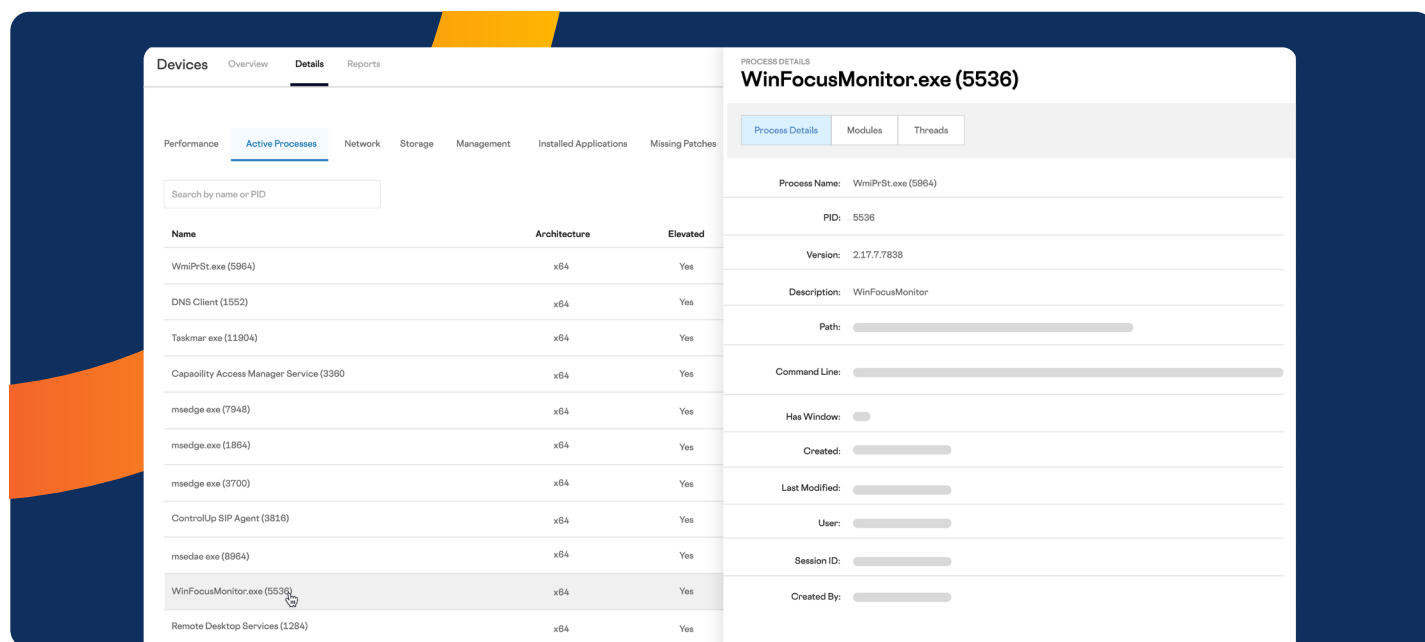 Devices Overview Details Reports
Performance Active Processes Network Storage Management Installed Applications Missing Patches
Search by name or PID
Name Architecture Elevated
WmiPrSt.exe (5964) x64 Yes
DNS Client (1552) x64 Yes
Taskmar exe (11904) x64 Yes
Capaoility Access Manager Service (3360 x64 Yes
msedge exe (7948) x64 Yes
msedge.exe (1864) x64 Yes
msedge exe (3700) x64 Yes
ControlUp SIP Agent (3816) x64 Yes
msedae exe (8964) x64 Yes
WinFocusMonitor.exe (5536) x64 Yes
Remote Desktop Services (1284) x64 Yes
PROCESS DETAILS
WinFocusMonitor.exe (5536)
Process Details Modules Threads
Process Name: WmiPrSt.exe (5964)
PID: 5536
Version: 2.17.7.7838
Description: WinFocusMonitor
Path:
Command Line:
Has Window:
Created:
Last Modified:
User:
Session ID:
Created By: